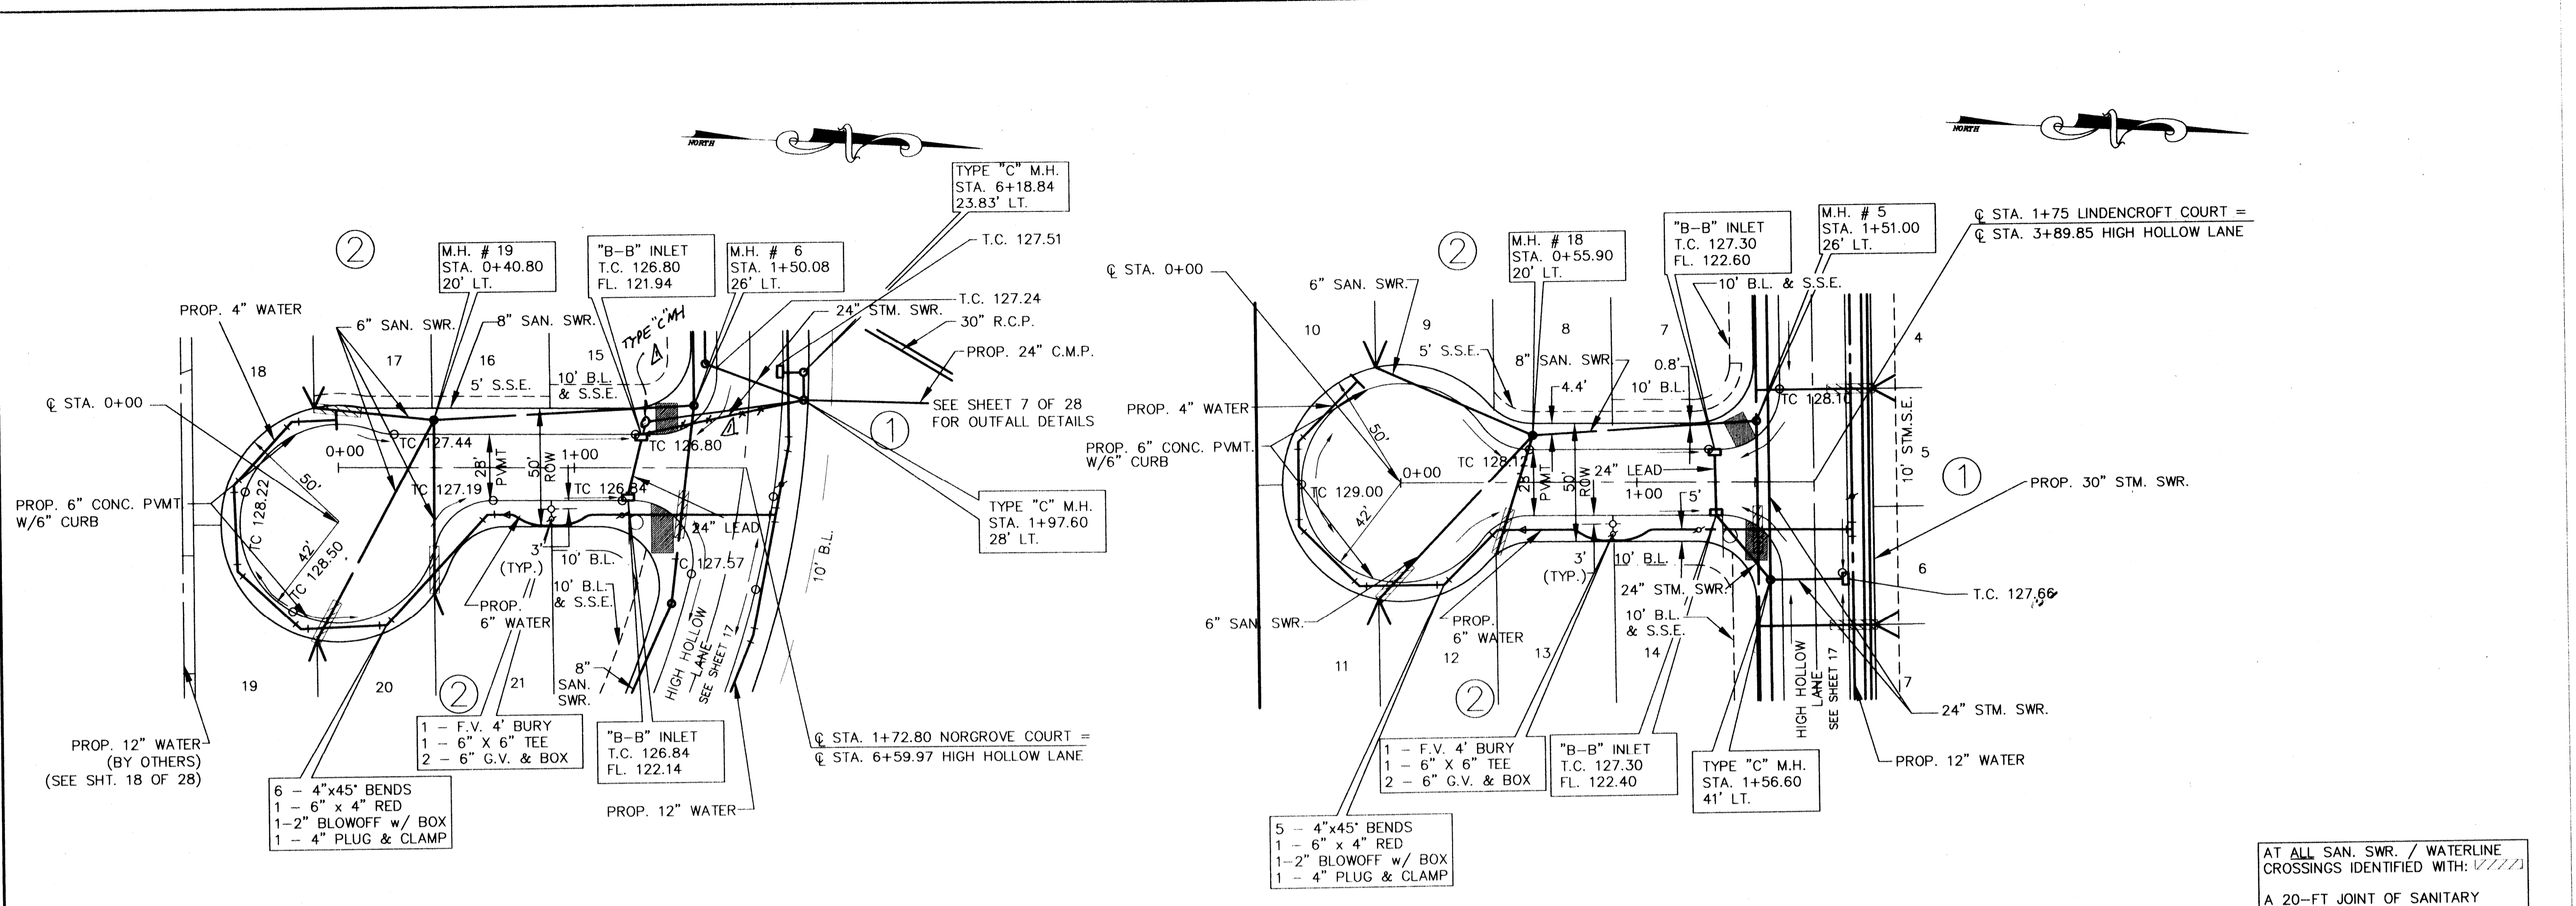 NORTH
NORTH
TYPE "C" M.H.
STA. 6+18.84
23.83' LT.
T.C. 127.51
2
M.H. # 19
STA. 0+40.80
20' LT.
"B-B" INLET
T.C. 126.80
FL. 121.94
M.H. # 6
STA. 1+50.08
26' LT.
T.C. 127.24
24" STM. SWR.
30" R.C.P.
PROP. 24" C.M.P.
SEE SHEET 7 OF 28
FOR OUTFALL DETAILS
1
PROP. 4" WATER
6" SAN. SWR.
8" SAN. SWR.
TYPE "C" MH
18
17
16
15
5' S.S.E.
10' B.L.
& S.S.E.
℄ STA. 0+00
0+00
TC 127.44
TC 126.80
50'
28'
PVMT
50'
ROW
1+00
TC 127.19
TC 126.84
PROP. 6" CONC. PVMT.
W/6" CURB
TC 128.22
42'
TC 128.50
24" LEAD
3'
(TYP.)
10' B.L.
TC 127.57
10' B.L.
10' B.L.
& S.S.E.
PROP.
6" WATER
8"
SAN.
SWR.
HIGH HOLLOW
LANE
SEE SHEET 17
19
20
21
2
TYPE "C" M.H.
STA. 1+97.60
28' LT.
PROP. 12" WATER
(BY OTHERS)
(SEE SHT. 18 OF 28)
1 - F.V. 4' BURY
1 - 6" X 6" TEE
2 - 6" G.V. & BOX
"B-B" INLET
T.C. 126.84
FL. 122.14
℄ STA. 1+72.80 NORGROVE COURT =
℄ STA. 6+59.97 HIGH HOLLOW LANE
6 - 4"x45° BENDS
1 - 6" x 4" RED
1-2" BLOWOFF w/ BOX
1 - 4" PLUG & CLAMP
PROP. 12" WATER
2
M.H. # 18
STA. 0+55.90
20' LT.
"B-B" INLET
T.C. 127.30
FL. 122.60
M.H. # 5
STA. 1+51.00
26' LT.
℄ STA. 1+75 LINDENCROFT COURT =
℄ STA. 3+89.85 HIGH HOLLOW LANE
℄ STA. 0+00
6" SAN. SWR.
10' B.L. & S.S.E.
10
9
8
7
4
5' S.S.E.
8" SAN. SWR.
0.8'
4.4'
10' B.L.
TC 128.10
10' STM.S.E.
PROP. 4" WATER
PROP. 6" CONC. PVMT.
W/6" CURB
50'
0+00
TC 128.12
24" LEAD
TC 129.00
28'
PVMT
50'
ROW
1+00
5'
5
1
PROP. 30" STM. SWR.
42'
3'
(TYP.)
10' B.L.
24" STM. SWR.
10' B.L.
& S.S.E.
6
T.C. 127.66
6" SAN. SWR.
PROP.
6" WATER
11
12
13
14
HIGH HOLLOW
LANE
SEE SHEET 17
7
2
24" STM. SWR.
PROP. 12" WATER
1 - F.V. 4' BURY
1 - 6" X 6" TEE
2 - 6" G.V. & BOX
"B-B" INLET
T.C. 127.30
FL. 122.40
TYPE "C" M.H.
STA. 1+56.60
41' LT.
5 - 4"x45° BENDS
1 - 6" x 4" RED
1-2" BLOWOFF w/ BOX
1 - 4" PLUG & CLAMP
AT ALL SAN. SWR. / WATERLINE
CROSSINGS IDENTIFIED WITH:
A 20-FT JOINT OF SANITARY